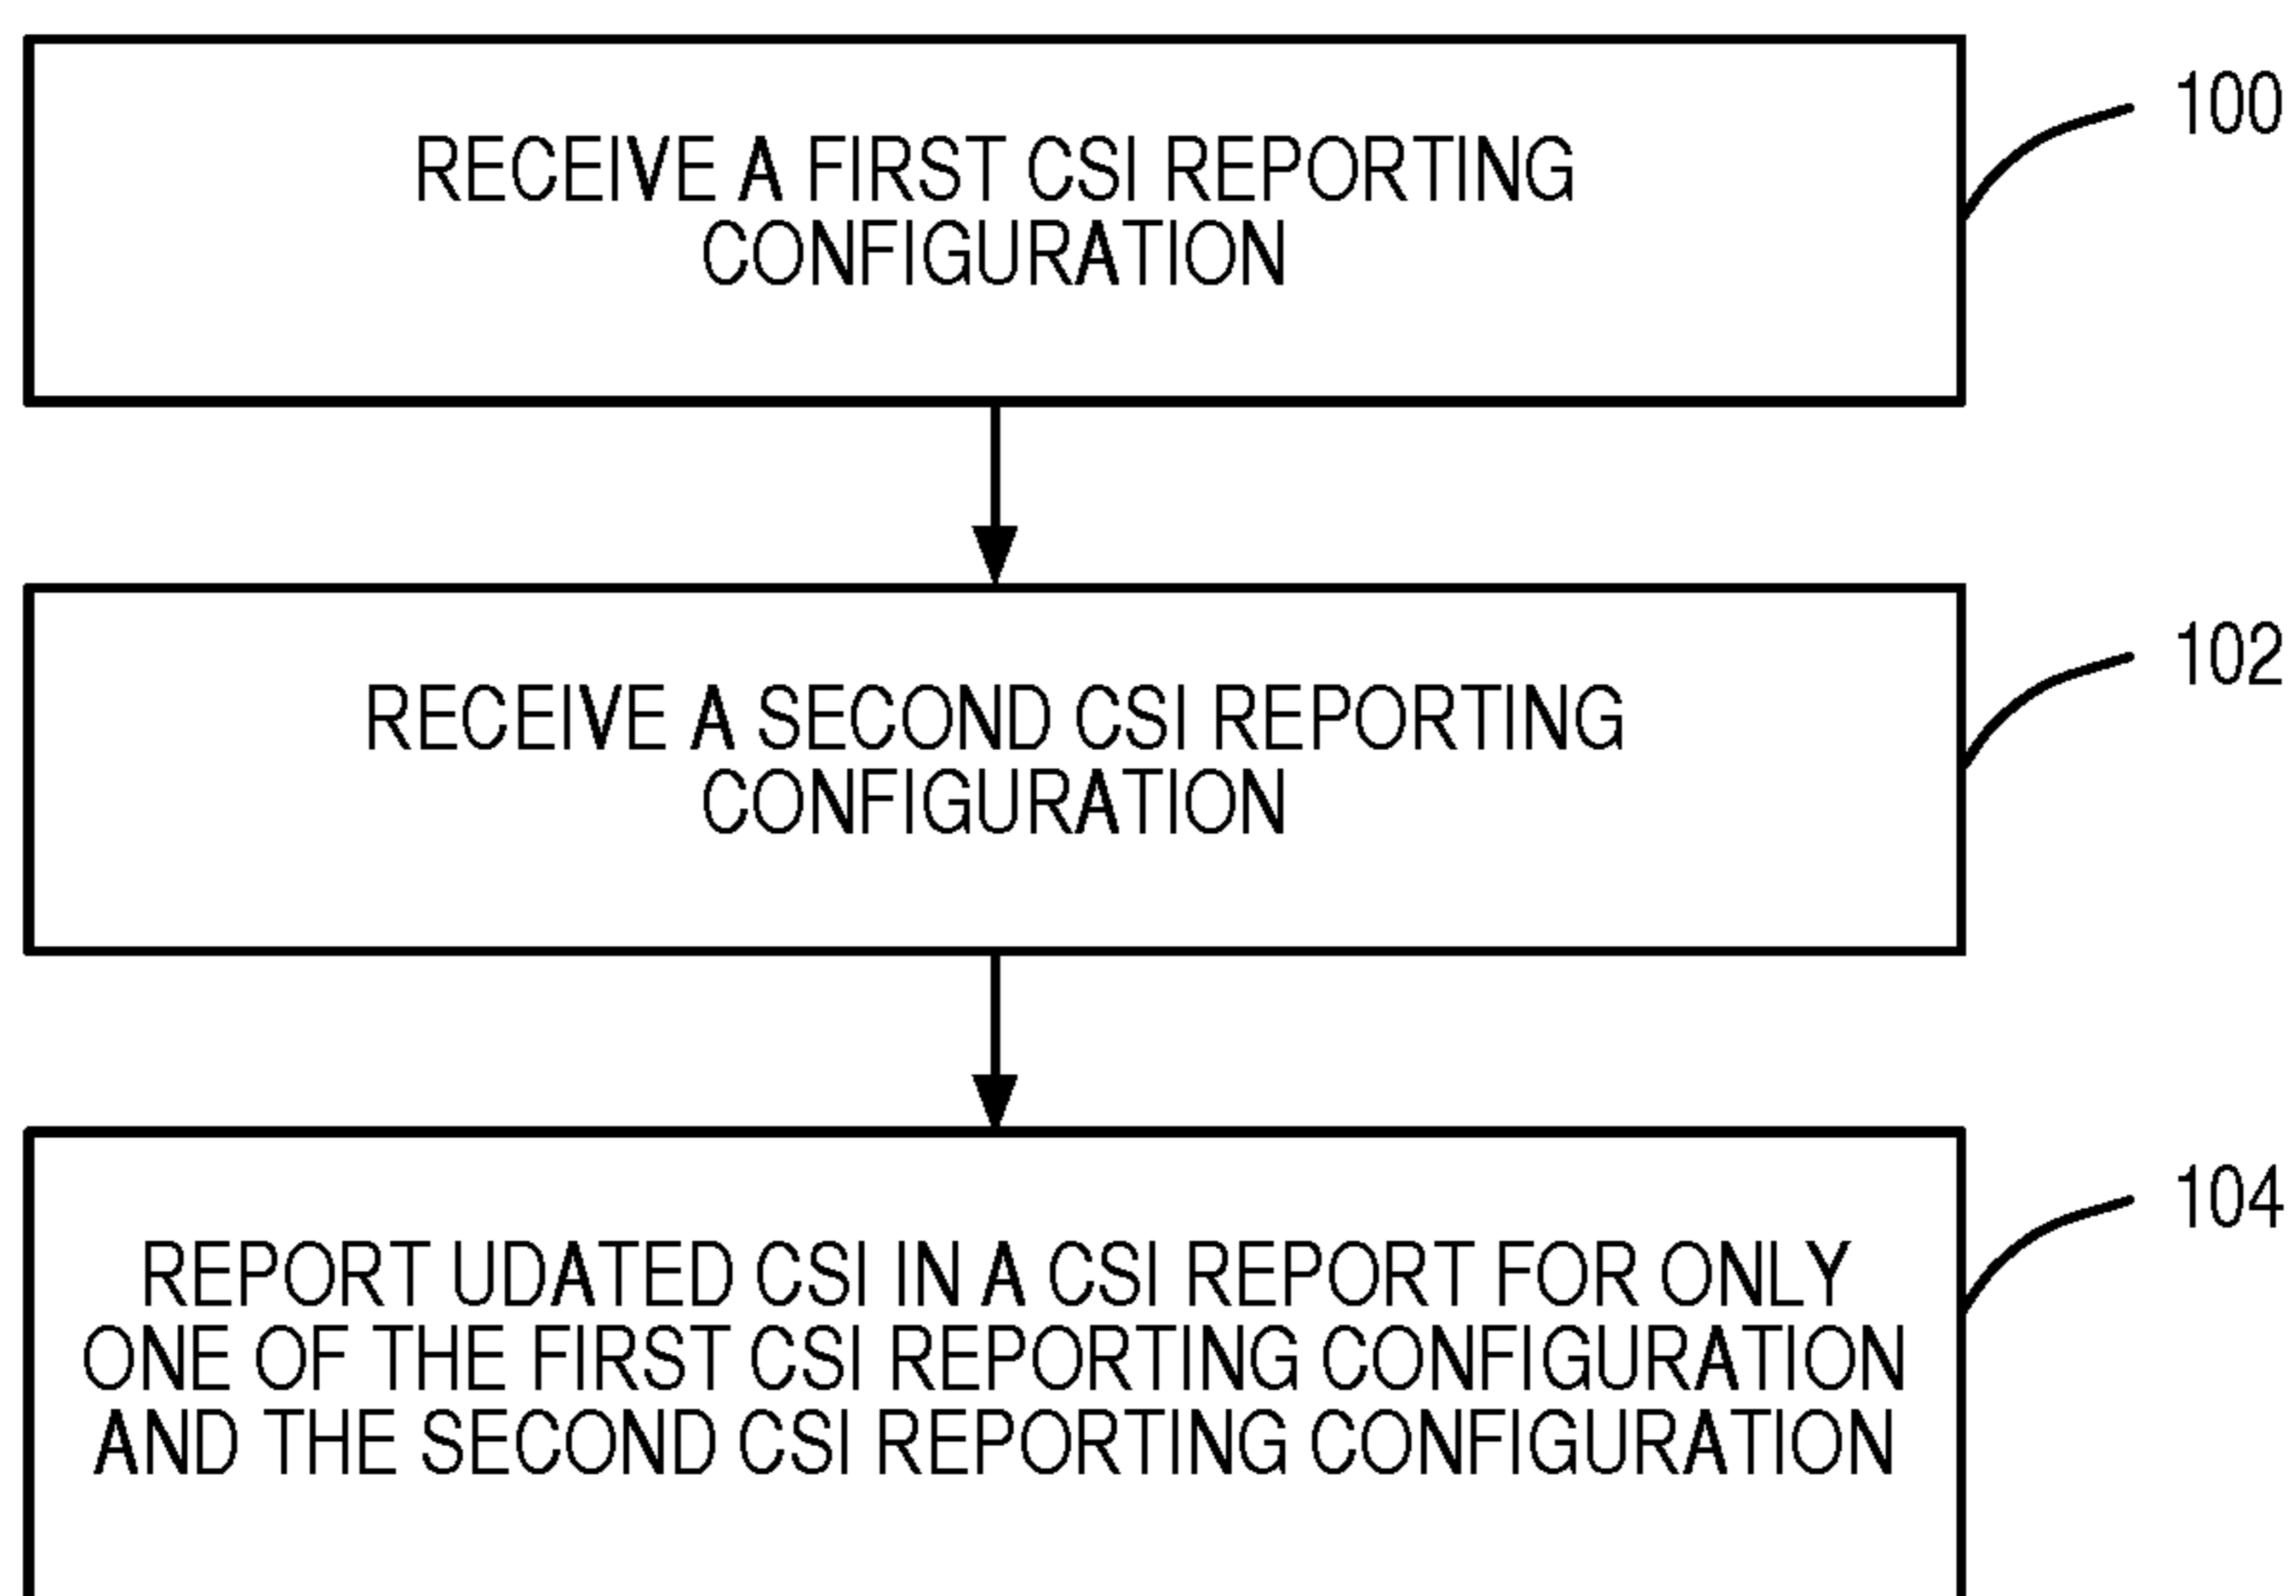 RECEIVE A FIRST CSI REPORTING
CONFIGURATION
100
RECEIVE A SECOND CSI REPORTING
CONFIGURATION
102
REPORT UDATED CSI IN A CSI REPORT FOR ONLY
ONE OF THE FIRST CSI REPORTING CONFIGURATION
AND THE SECOND CSI REPORTING CONFIGURATION
104